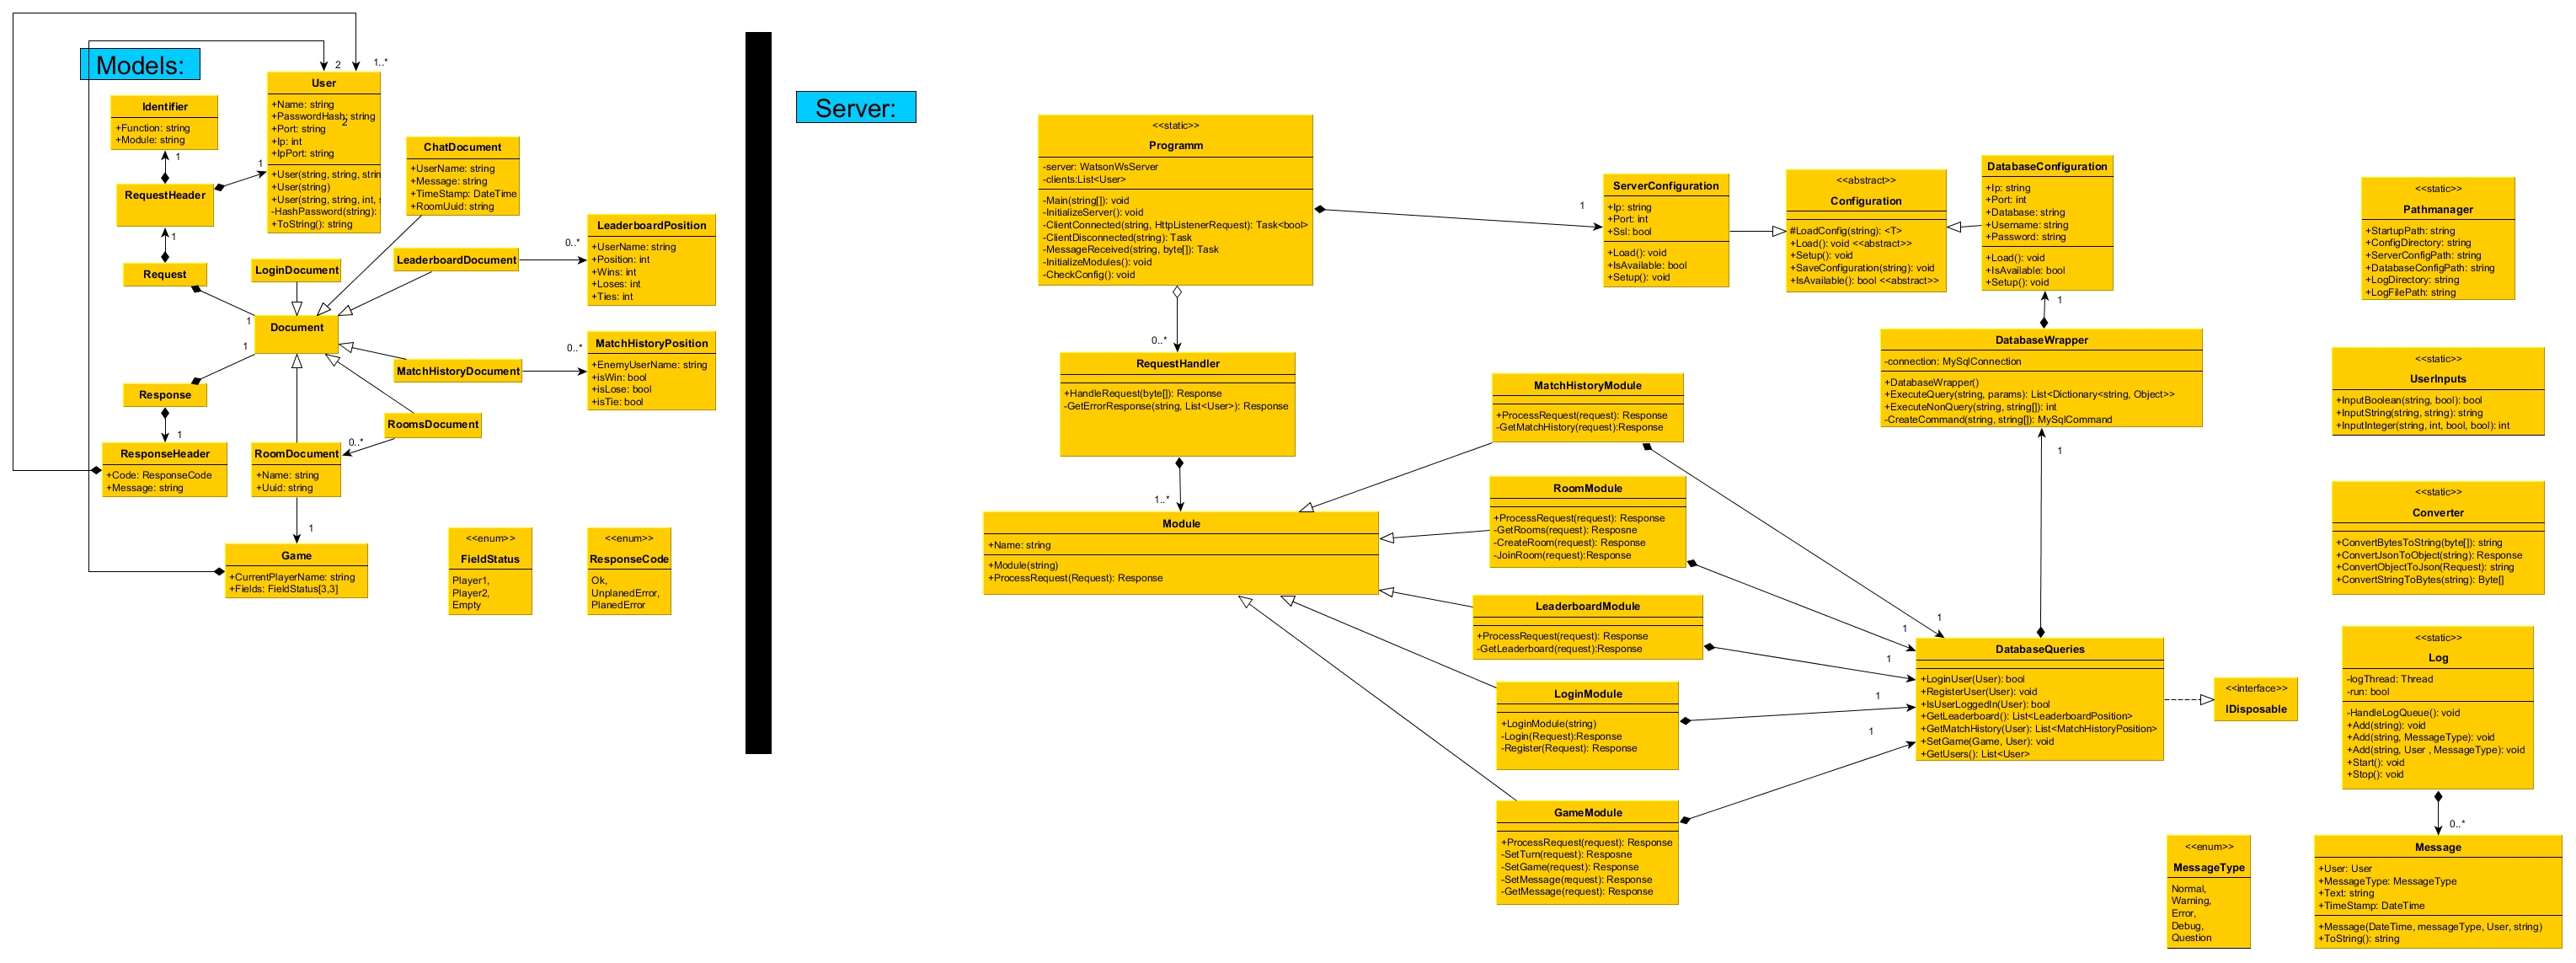 Models:
2
1..*
User
+Name: string
+PasswordHash: string
2
+Port: string
+Ip: int
+IpPort: string
+User(string, string, strin
+User(string)
+User(string, string, int, s
-HashPassword(string):
+ToString(): string
Identifier
+Function: string
+Module: string
1
1
RequestHeader
1
Request
ChatDocument
+UserName: string
+Message: string
+TimeStamp: DateTime
+RoomUuid: string
LoginDocument
LeaderboardDocument
0..*
LeaderboardPosition
+UserName: string
+Position: int
+Wins: int
+Loses: int
+Ties: int
1
Document
1
MatchHistoryDocument
0..*
MatchHistoryPosition
+EnemyUserName: string
+isWin: bool
+isLose: bool
+isTie: bool
Response
1
RoomsDocument
0..*
ResponseHeader
+Code: ResponseCode
+Message: string
RoomDocument
+Name: string
+Uuid: string
1
Game
+CurrentPlayerName: string
+Fields: FieldStatus[3,3]
<<enum>>
FieldStatus
Player1,
Player2,
Empty
<<enum>>
ResponseCode
Ok,
UnplanedError,
PlanedError
Server:
<<static>>
Programm
-server: WatsonWsServer
-clients:List<User>
-Main(string[]): void
-InitializeServer(): void
-ClientConnected(string, HttpListenerRequest): Task<bool>
-ClientDisconnected(string): Task
-MessageReceived(string, byte[]): Task
-InitializeModules(): void
-CheckConfig(): void
1
ServerConfiguration
+Ip: string
+Port: int
+Ssl: bool
+Load(): void
+IsAvailable: bool
+Setup(): void
<<abstract>>
Configuration
#LoadConfig(string): <T>
+Load(): void <<abstract>>
+Setup(): void
+SaveConfiguration(string): void
+IsAvailable(): bool <<abstract>>
DatabaseConfiguration
+Ip: string
+Port: int
+Database: string
+Username: string
+Password: string
+Load(): void
+IsAvailable: bool
+Setup(): void
1
DatabaseWrapper
-connection: MySqlConnection
+DatabaseWrapper()
+ExecuteQuery(string, params): List<Dictionary<string, Object>>
+ExecuteNonQuery(string, string[]): int
-CreateCommand(string, string[]): MySqlCommand
1
0..*
RequestHandler
+HandleRequest(byte[]): Response
-GetErrorResponse(string, List<User>): Response
1..*
Module
+Name: string
+Module(string)
+ProcessRequest(Request): Response
MatchHistoryModule
+ProcessRequest(request): Response
-GetMatchHistory(request):Response
RoomModule
+ProcessRequest(request): Response
-GetRooms(request): Response
-CreateRoom(request): Response
-JoinRoom(request):Response
LeaderboardModule
+ProcessRequest(request): Response
-GetLeaderboard(request):Response
LoginModule
+LoginModule(string)
-Login(Request):Response
-Register(Request): Response
GameModule
+ProcessRequest(request): Response
-SetTurn(request): Resposne
-SetGame(request): Response
-SetMessage(request): Response
-GetMessage(request): Response
1
1
1
1
1
DatabaseQueries
+LoginUser(User): bool
+RegisterUser(User): void
+IsUserLoggedIn(User): bool
+GetLeaderboard(): List<LeaderboardPosition>
+GetMatchHistory(User): List<MatchHistoryPosition>
+SetGame(Game, User): void
+GetUsers(): List<User>
<<interface>>
IDisposable
<<static>>
Pathmanager
+StartupPath: string
+ConfigDirectory: string
+ServerConfigPath: string
+DatabaseConfigPath: string
+LogDirectory: string
+LogFilePath: string
<<static>>
UserInputs
+InputBoolean(string, bool): bool
+InputString(string, string): string
+InputInteger(string, int, bool, bool): int
<<static>>
Converter
+ConvertBytesToString(byte[]): string
+ConvertJsonToObject(string): Response
+ConvertObjectToJson(Request): string
+ConvertStringToBytes(string): Byte[]
<<static>>
Log
-logThread: Thread
-run: bool
-HandleLogQueue(): void
+Add(string): void
+Add(string, MessageType): void
+Add(string, User , MessageType): void
+Start(): void
+Stop(): void
0..*
<<enum>>
MessageType
Normal,
Warning,
Error,
Debug,
Question
Message
+User: User
+MessageType: MessageType
+Text: string
+TimeStamp: DateTime
+Message(DateTime, messageType, User, string)
+ToString(): string